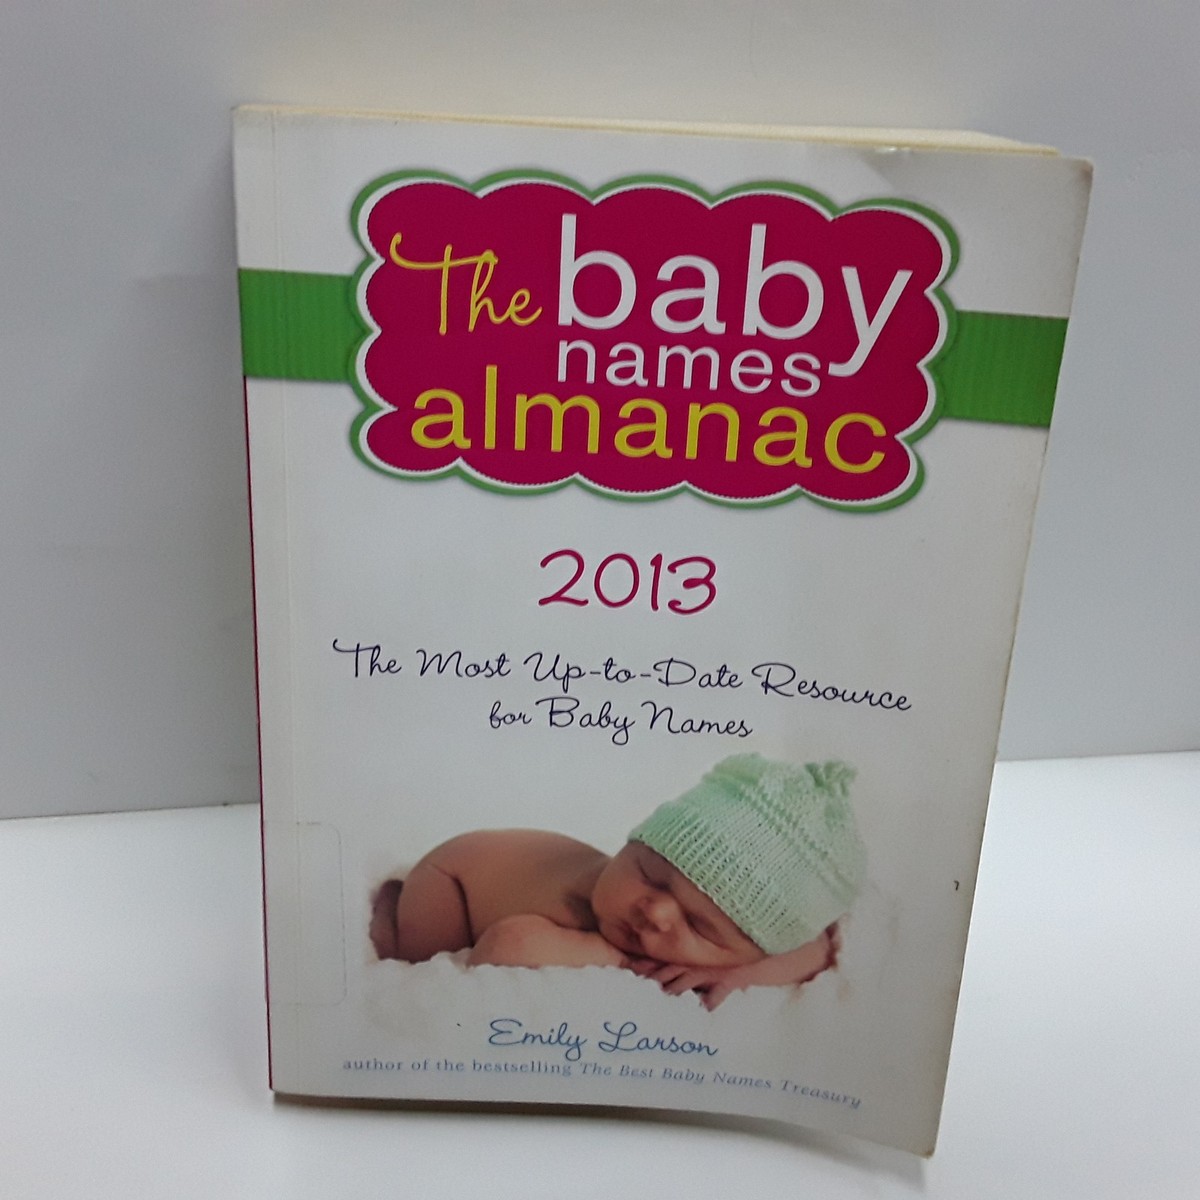 The baby
names
almanac
2013
The Most Up-to-Date Resource
for Baby Names
Emily Larson
author of the bestselling The Best Baby Names Treasury